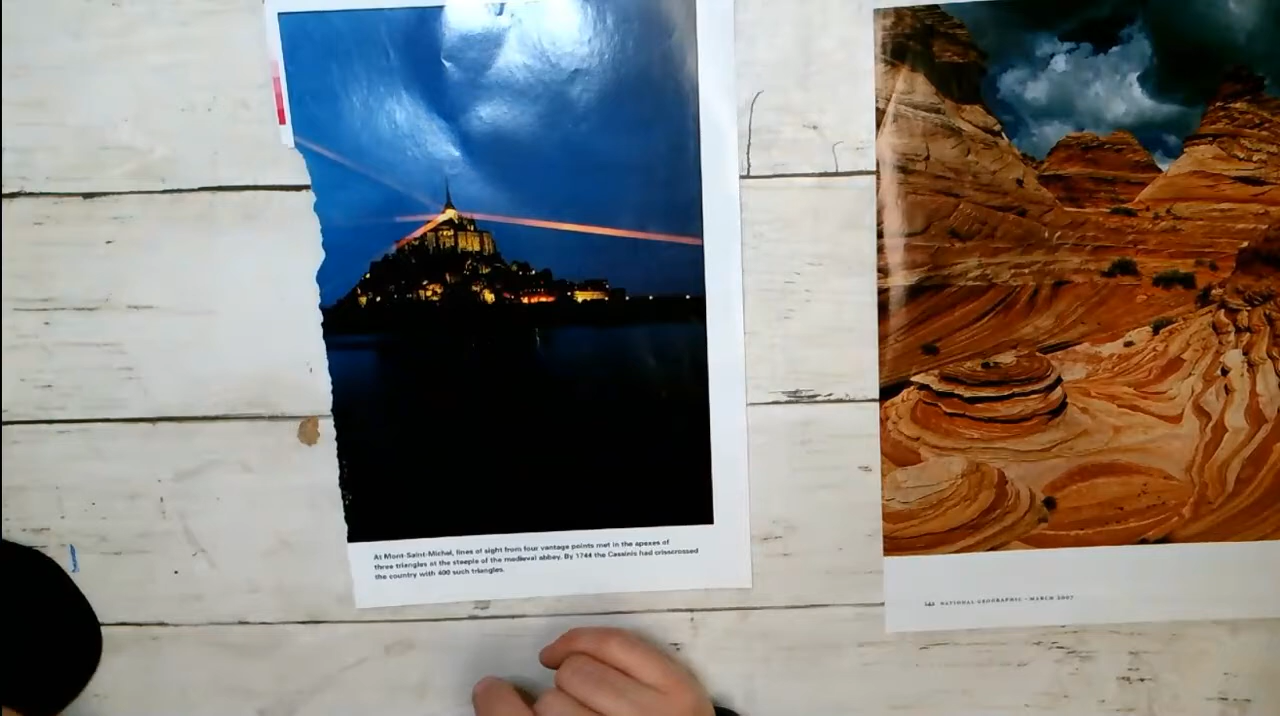 At Mont-Saint-Michel, lines of sight from four vantage points met in the apexes of
three triangles at the steeple of the medieval abbey. By 1744 the Cassinis had crisscrossed
the country with 400 such triangles.
142 NATIONAL GEOGRAPHIC • MARCH 2007